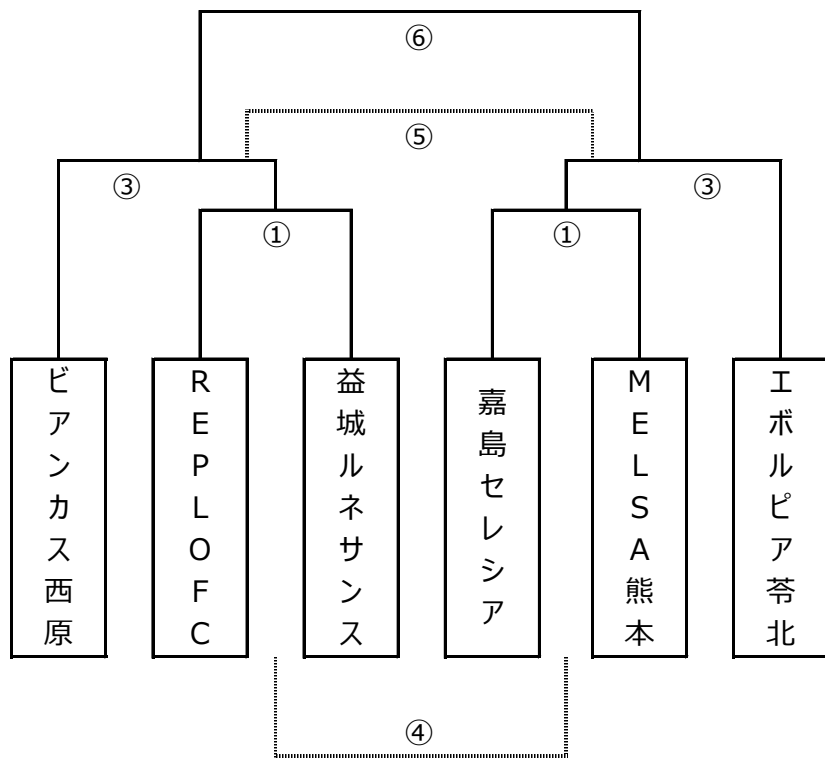 ⑥
⑤
③
③
①
①
ビアンカス西原
REPLOFC
益城ルネサンス
嘉島セレシア
MELSA熊本
エボルピア苓北
④